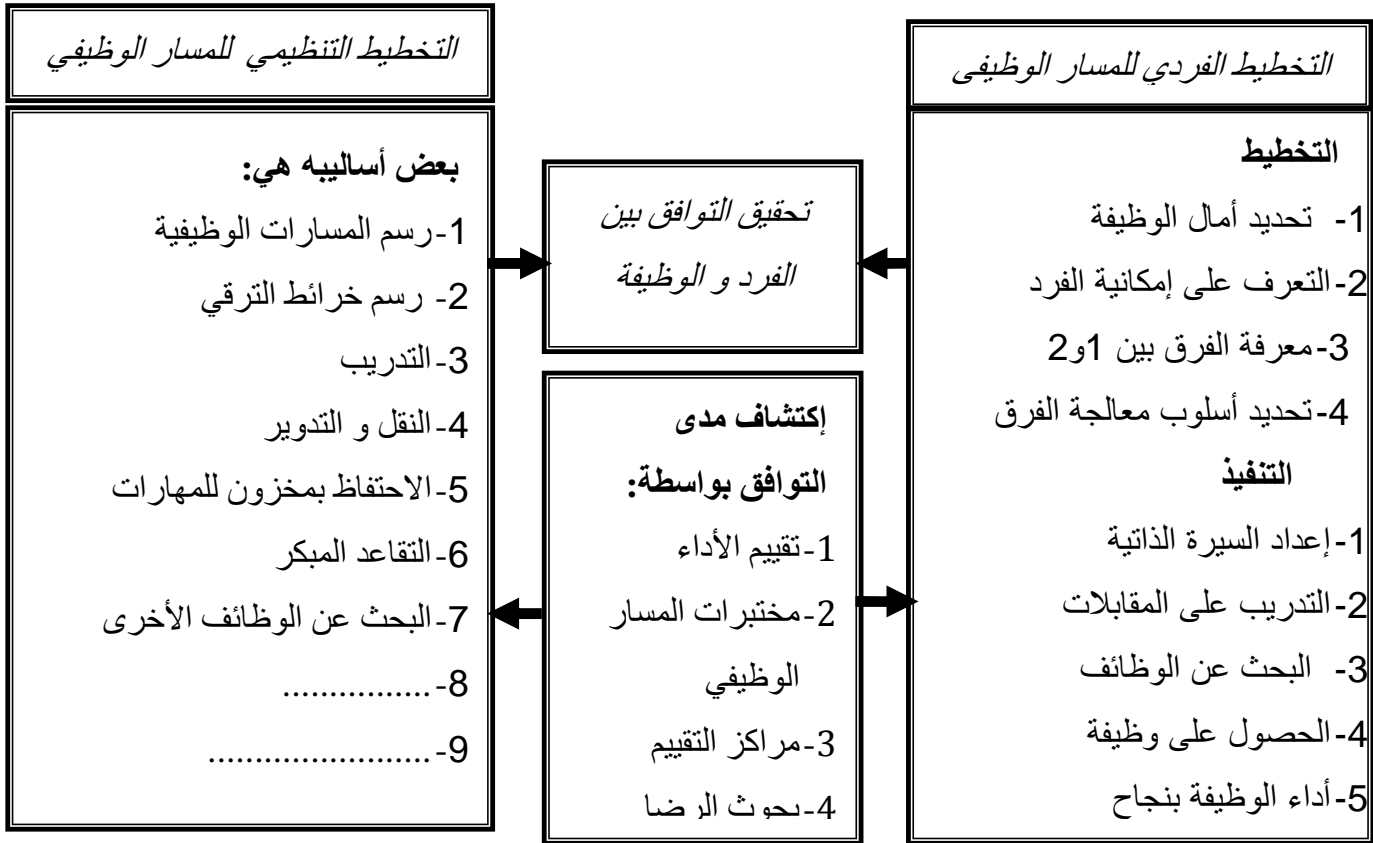 التخطيط الفردي للمسار الوظيفى
التخطيط
1- تحديد أمال الوظيفة
2-التعرف على إمكانية الفرد
3-معرفة الفرق بين 1و2
4-تحديد أسلوب معالجة الفرق
التنفيذ
1-إعداد السيرة الذاتية
2-التدريب على المقابلات
3- البحث عن الوظائف
4-الحصول على وظيفة
5-أداء الوظيفة بنجاح
تحقيق التوافق بين
الفرد و الوظيفة
إكتشاف مدى
التوافق بواسطة:
1-تقييم الأداء
2-مختبرات المسار
الوظيفي
3-مراكز التقييم
4-بحوث الرضا
التخطيط التنظيمي للمسار الوظيفي
بعض أساليبه هي:
1-رسم المسارات الوظيفية
2- رسم خرائط الترقي
3-التدريب
4-النقل و التدوير
5-الاحتفاظ بمخزون للمهارات
6-التقاعد المبكر
7-البحث عن الوظائف الأخرى
8-................
9-........................